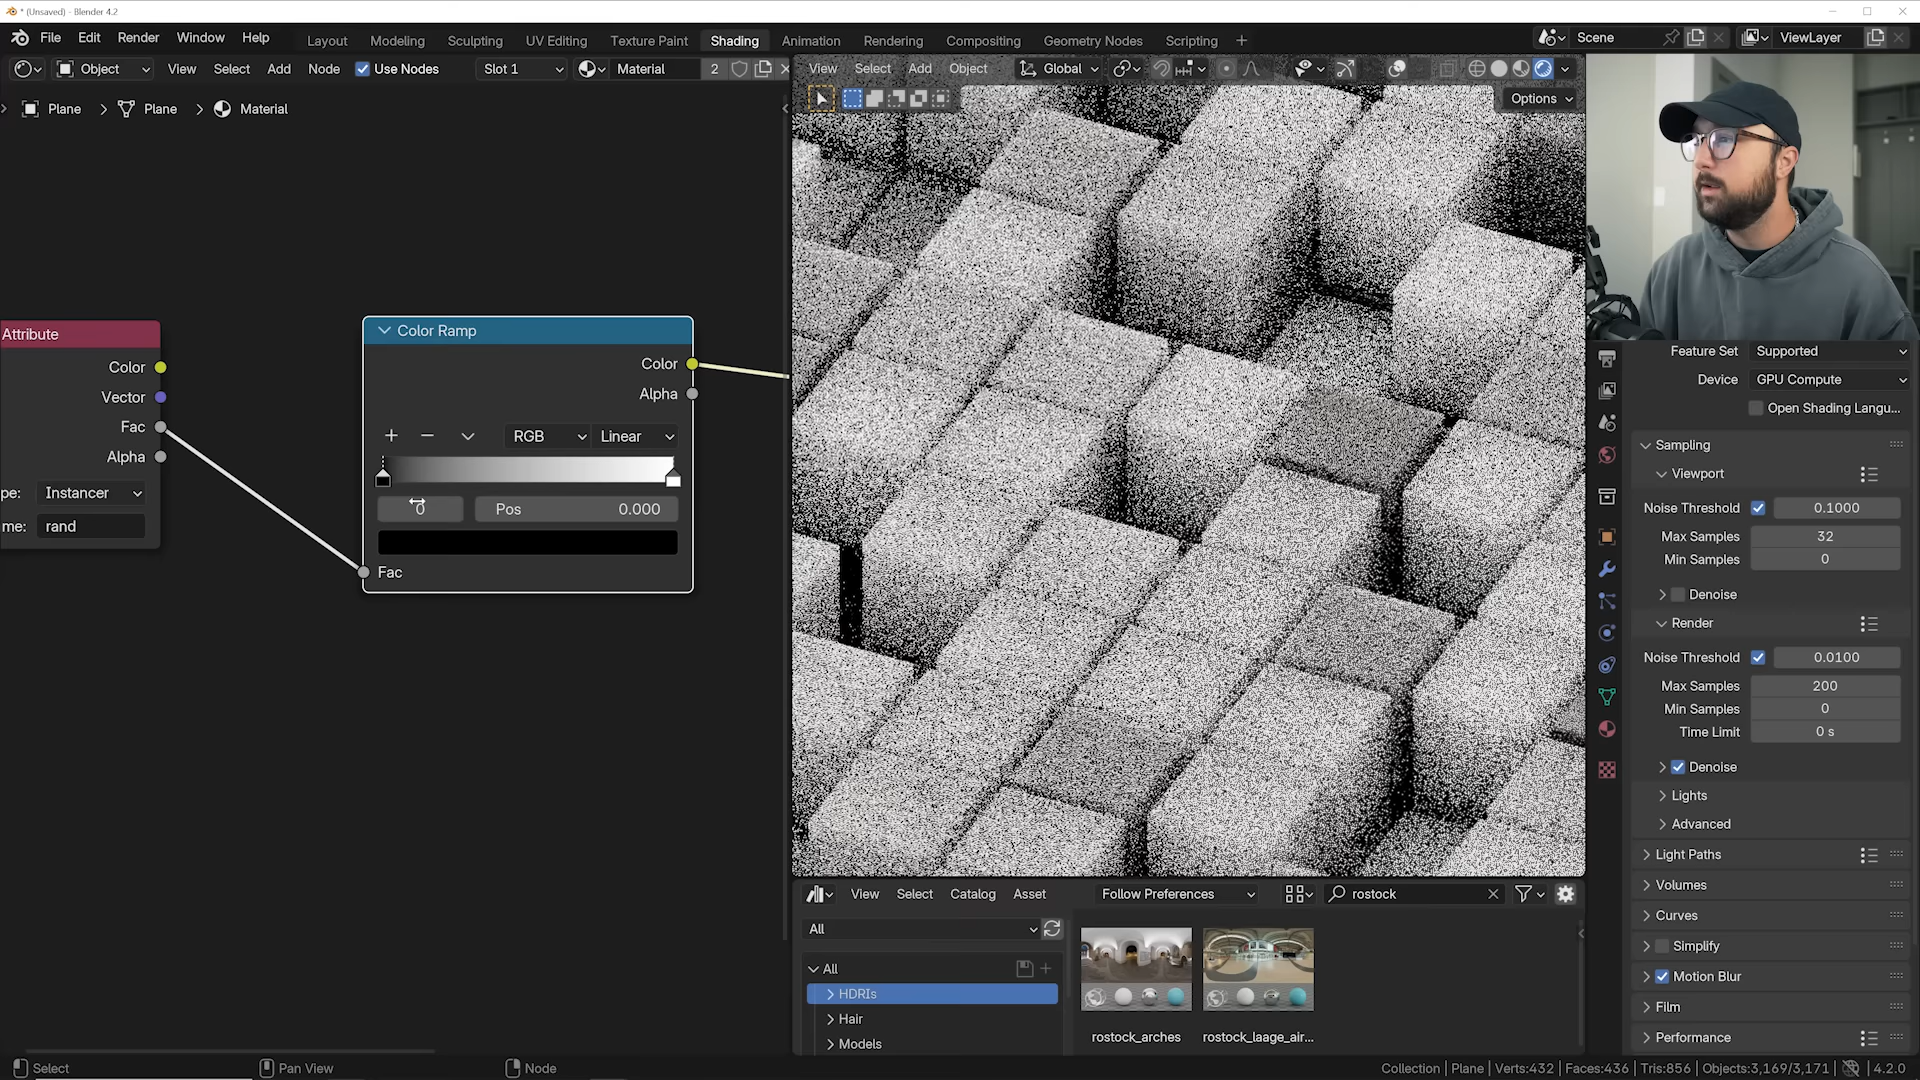 * (Unsaved) - Blender 4.2
File Edit Render Window Help Layout Modeling Sculpting UV Editing Texture Paint Shading Animation Rendering Compositing Geometry Nodes Scripting + Scene ViewLayer
Object View Select Add Node Use Nodes Slot 1 Material 2
View Select Add Object Global
Options
Plane > Plane > Material
Attribute
Color
Vector
Fac
Alpha
pe: Instancer
me: rand
Color Ramp
Color
Alpha
+ − RGB Linear
0 Pos 0.000
Fac
Feature Set Supported
Device GPU Compute
Open Shading Langu...
Sampling
Viewport
Noise Threshold 0.1000
Max Samples 32
Min Samples 0
Denoise
Render
Noise Threshold 0.0100
Max Samples 200
Min Samples 0
Time Limit 0 s
Denoise
Lights
Advanced
Light Paths
Volumes
Curves
Simplify
Motion Blur
Film
Performance
View Select Catalog Asset Follow Preferences rostock
All
All
HDRIs
Hair
Models
rostock_arches
rostock_laage_air...
Select Pan View Node Collection | Plane | Verts:432 | Faces:436 | Tris:856 | Objects:3,169/3,171 | 4.2.0